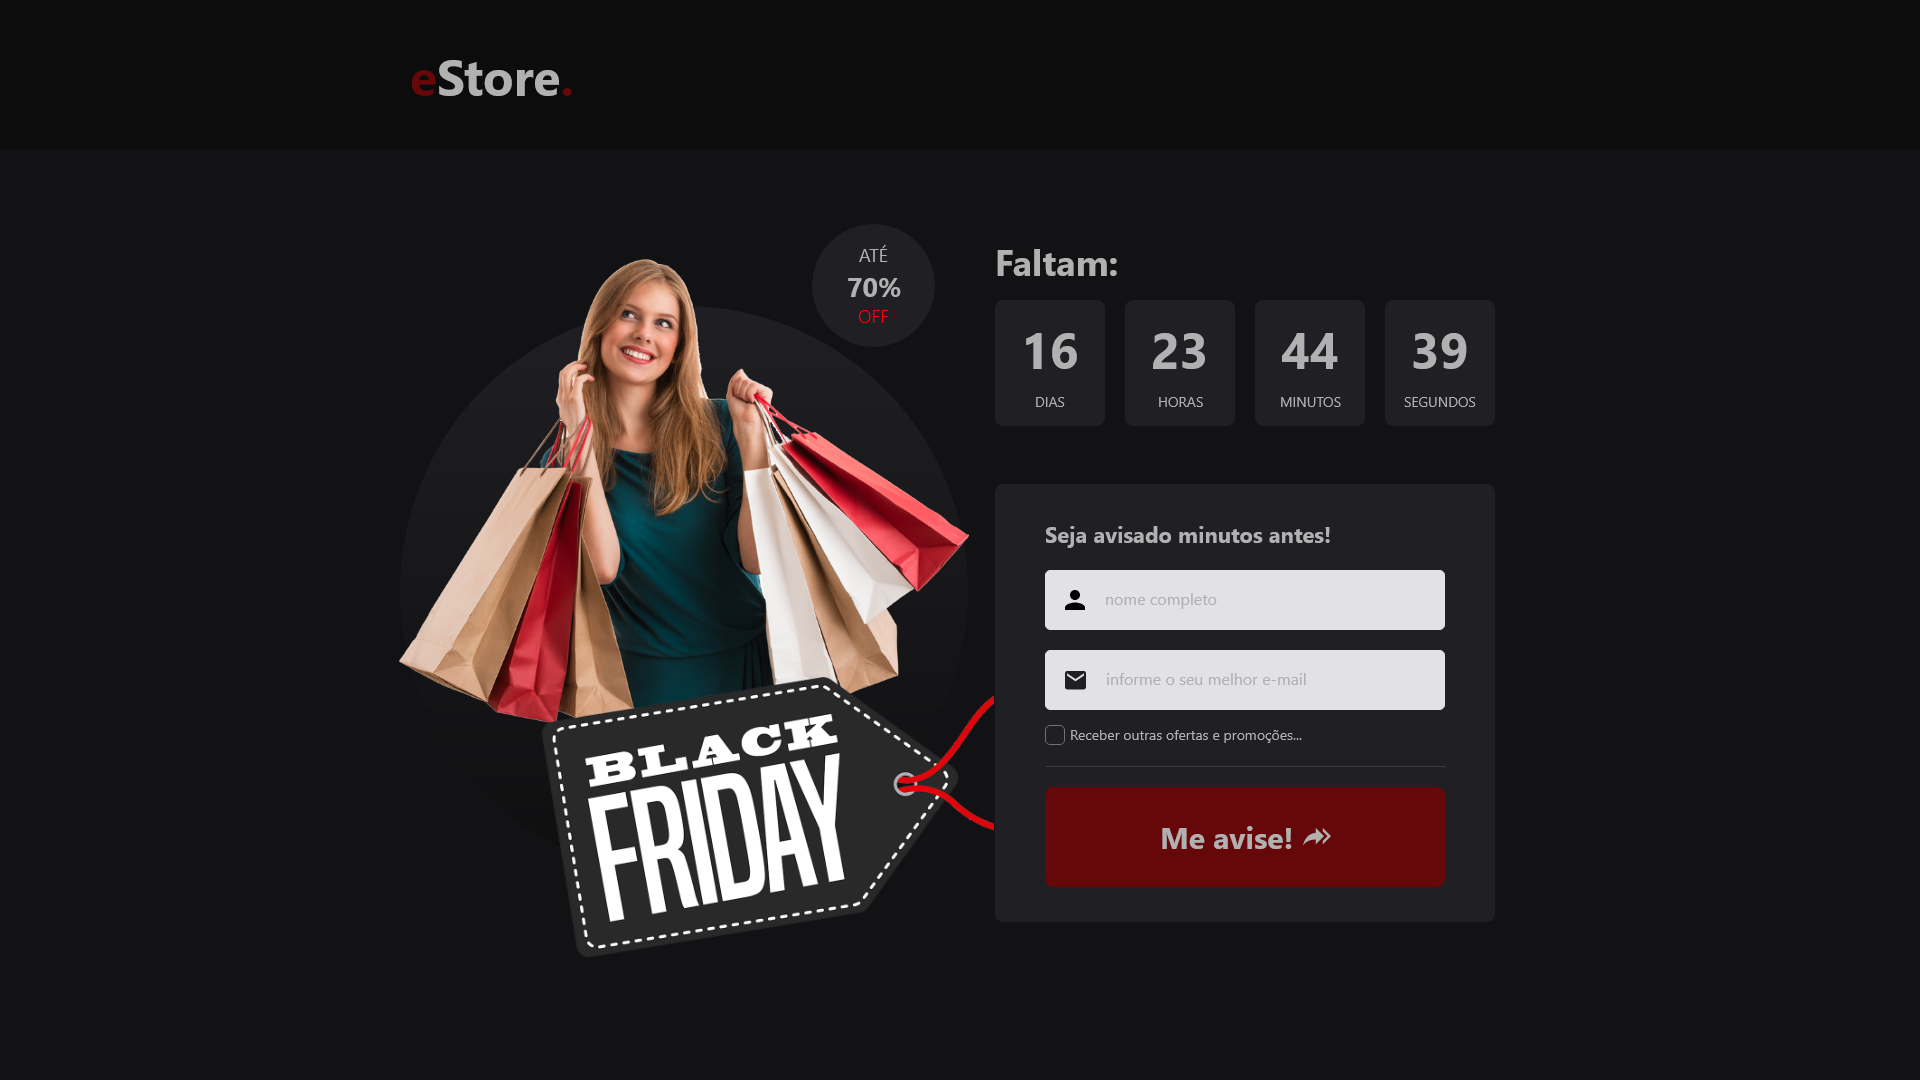 eStore.
ATÉ
70%
OFF
BLACK
FRIDAY
Faltam:
16 23 44 39
DIAS HORAS MINUTOS SEGUNDOS
Seja avisado minutos antes!
nome completo
informe o seu melhor e-mail
Receber outras ofertas e promoções...
Me avise!